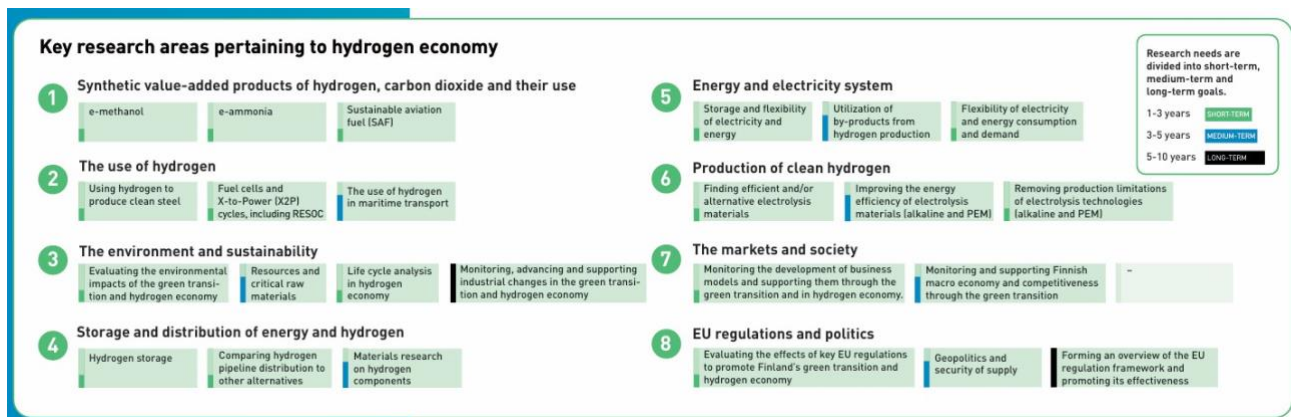 Key research areas pertaining to hydrogen economy
1
Synthetic value-added products of hydrogen, carbon dioxide and their use
e-methanol
e-ammonia
Sustainable aviation
fuel (SAF)
2
The use of hydrogen
Using hydrogen to
produce clean steel
Fuel cells and
X-to-Power (X2P)
cycles, including RESOC
The use of hydrogen
in maritime transport
3
The environment and sustainability
Evaluating the environmental
impacts of the green transi-
tion and hydrogen economy
Resources and
critical raw
materials
Life cycle analysis
in hydrogen
economy
Monitoring, advancing and supporting
industrial changes in the green transi-
tion and hydrogen economy
4
Storage and distribution of energy and hydrogen
Hydrogen storage
Comparing hydrogen
pipeline distribution to
other alternatives
Materials research
on hydrogen
components
5
Energy and electricity system
Storage and flexibility
of electricity and
energy
Utilization of
by-products from
hydrogen production
Flexibility of electricity
and energy consumption
and demand
6
Production of clean hydrogen
Finding efficient and/or
alternative electrolysis
materials
Improving the energy
efficiency of electrolysis
materials (alkaline and PEM)
Removing production limitations
of electrolysis technologies
(alkaline and PEM)
7
The markets and society
Monitoring the development of business
models and supporting them through the
green transition and in hydrogen economy.
Monitoring and supporting Finnish
macro economy and competitiveness
through the green transition
–
8
EU regulations and politics
Evaluating the effects of key EU regulations
to promote Finland's green transition and
hydrogen economy
Geopolitics and
security of supply
Forming an overview of the EU
regulation framework and
promoting its effectiveness
Research needs are
divided into short-term,
medium-term and
long-term goals.
1-3 years SHORT-TERM
3-5 years MEDIUM-TERM
5-10 years LONG-TERM